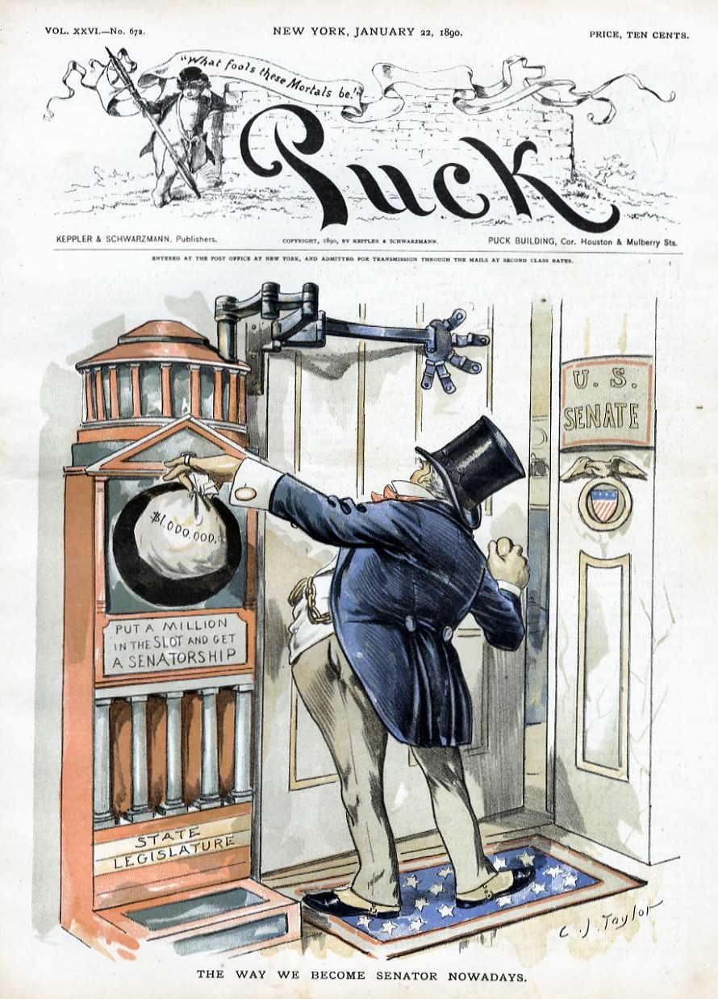 VOL. XXVI.—No. 672.
NEW YORK, JANUARY 22, 1890.
PRICE, TEN CENTS.
"What fools these Mortals be!"
Puck
KEPPLER & SCHWARZMANN, Publishers.
COPYRIGHT, 1890, BY KEPPLER & SCHWARZMANN.
PUCK BUILDING, Cor. Houston & Mulberry Sts.
ENTERED AT THE POST OFFICE AT NEW YORK, AND ADMITTED FOR TRANSMISSION THROUGH THE MAILS AT SECOND CLASS RATES.
U. S.
SENATE
$1,000,000.
PUT A MILLION
IN THE SLOT AND GET
A SENATORSHIP
STATE
LEGISLATURE
C. J. Taylor
THE WAY WE BECOME SENATOR NOWADAYS.